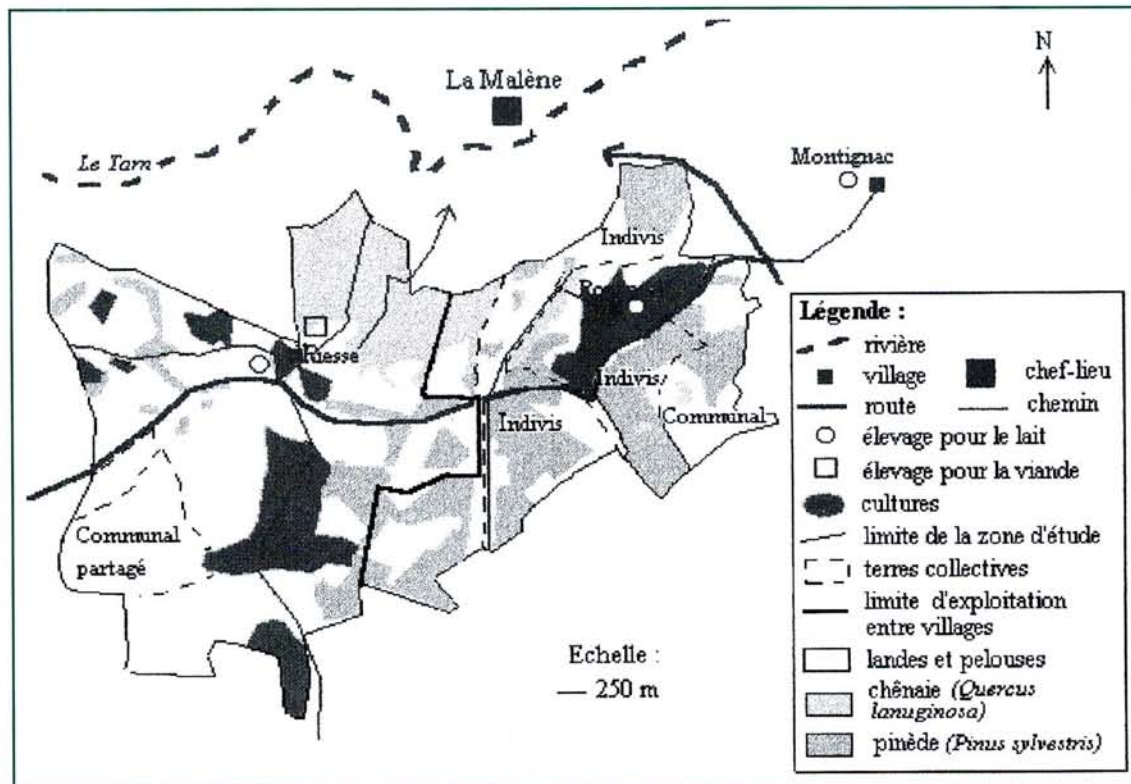 N
La Malène
Le Tarn
Montignac
Indivis
Riesse
Indivis
Indivis/
Communal
Communal
partagé
Echelle :
250 m
Légende :
rivière
village
chef-lieu
route
chemin
élevage pour le lait
élevage pour la viande
cultures
limite de la zone d'étude
terres collectives
limite d'exploitation
entre villages
landes et pelouses
chênaie (Quercus
lanuginosa)
pinède (Pinus sylvestris)